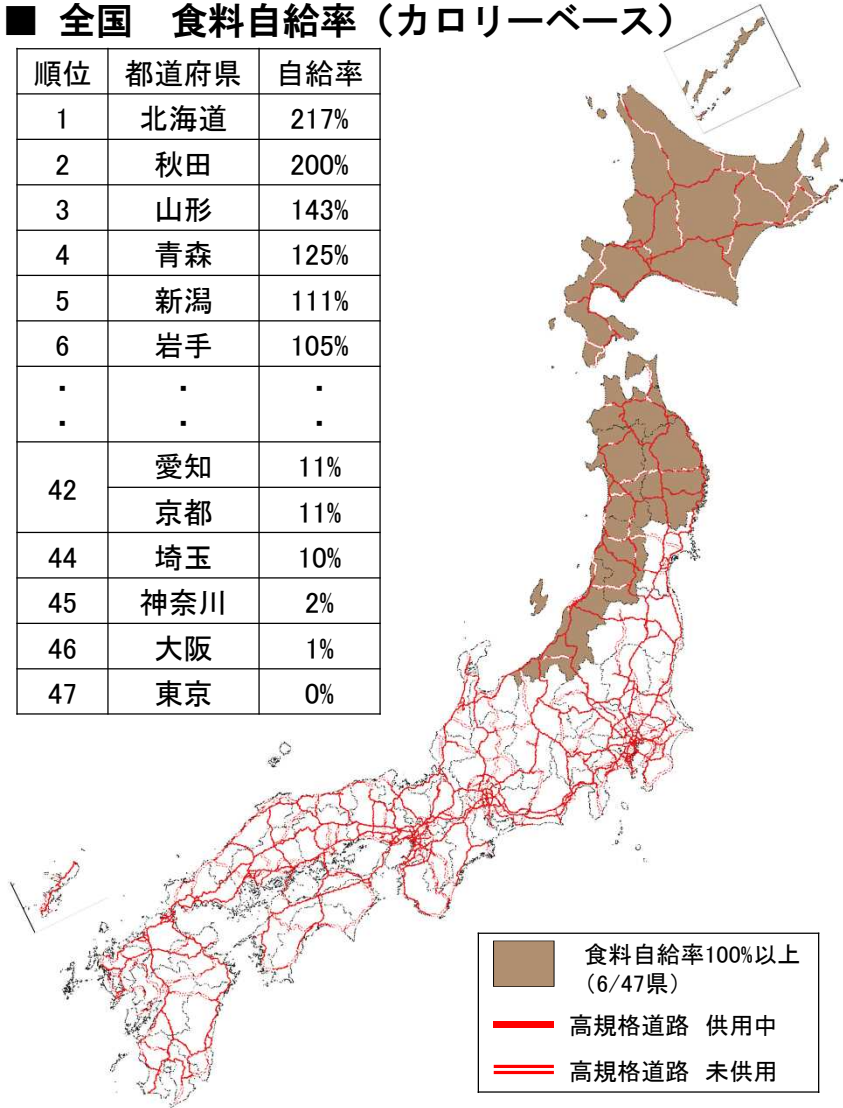 ■ 全国　食料自給率（カロリーベース）
順位 都道府県 自給率
1 北海道 217%
2 秋田 200%
3 山形 143%
4 青森 125%
5 新潟 111%
6 岩手 105%
・ ・ ・
・ ・ ・
42 愛知 11%
京都 11%
44 埼玉 10%
45 神奈川 2%
46 大阪 1%
47 東京 0%
食料自給率100%以上
（6/47県）
高規格道路 供用中
高規格道路 未供用